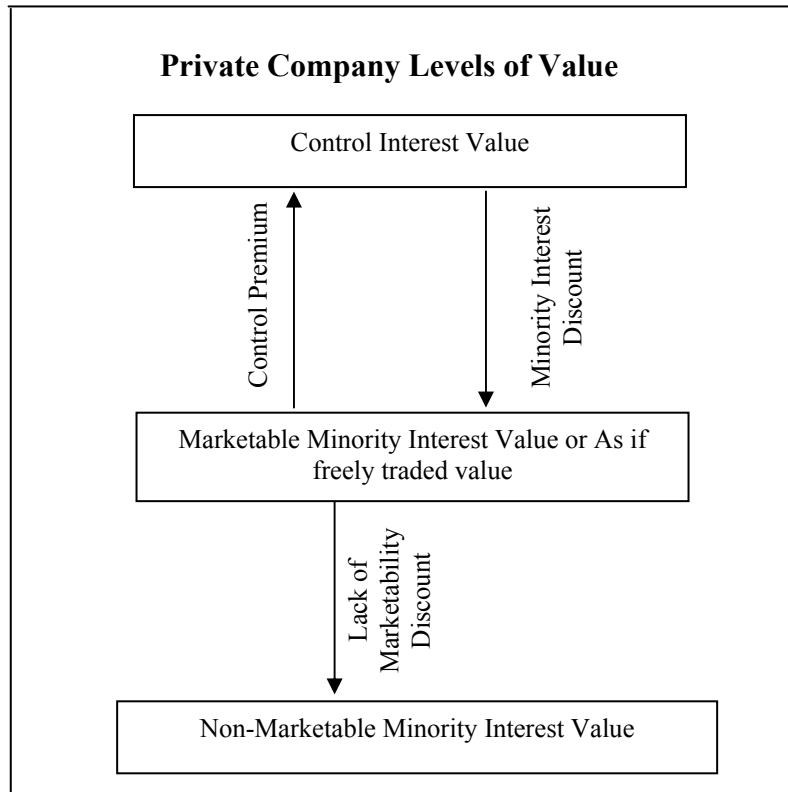 Private Company Levels of Value
Control Interest Value
Control Premium
Minority Interest
Discount
Marketable Minority Interest Value or As if
freely traded value
Lack of
Marketability
Discount
Non-Marketable Minority Interest Value